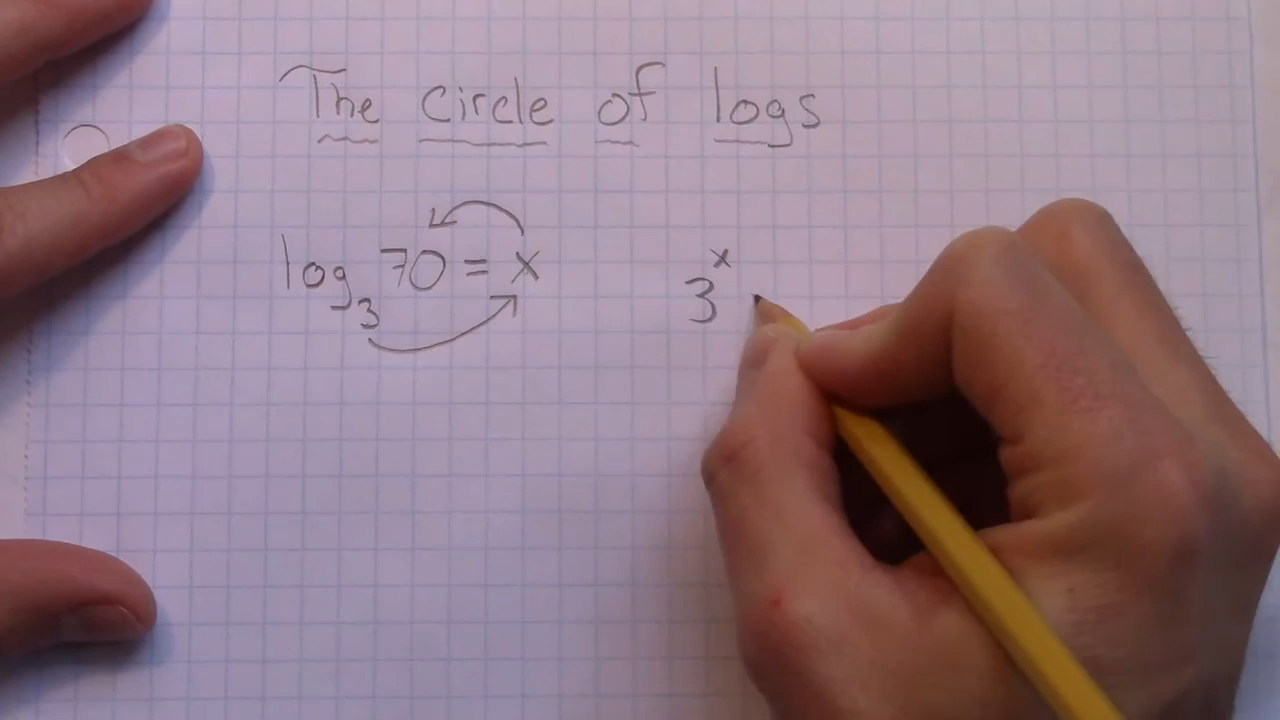 The circle of logs
log₃70 = x 3ˣ